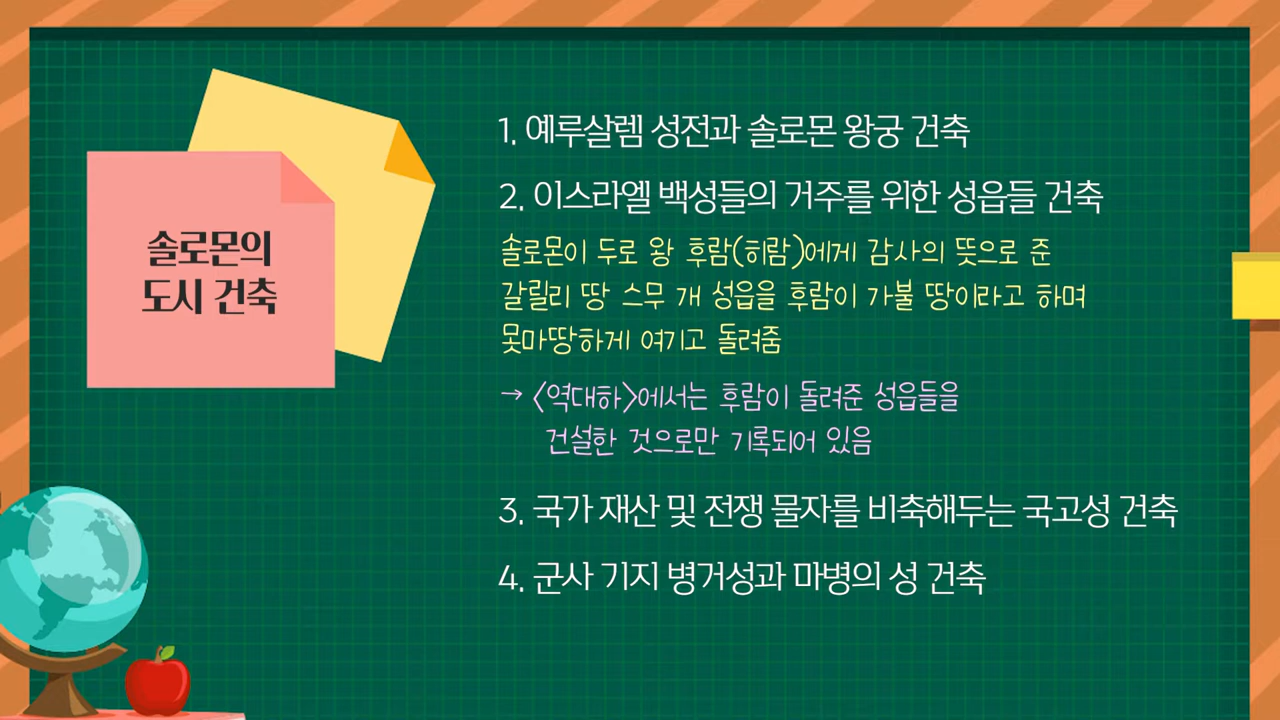 솔로몬의
도시 건축
1. 예루살렘 성전과 솔로몬 왕궁 건축
2. 이스라엘 백성들의 거주를 위한 성읍들 건축
솔로몬이 두로 왕 후람(히람)에게 감사의 뜻으로 준
갈릴리 땅 스무 개 성읍을 후람이 가불 땅이라고 하며
못마땅하게 여기고 돌려줌
→ <역대하>에서는 후람이 돌려준 성읍들을
건설한 것으로만 기록되어 있음
3. 국가 재산 및 전쟁 물자를 비축해두는 국고성 건축
4. 군사 기지 병거성과 마병의 성 건축